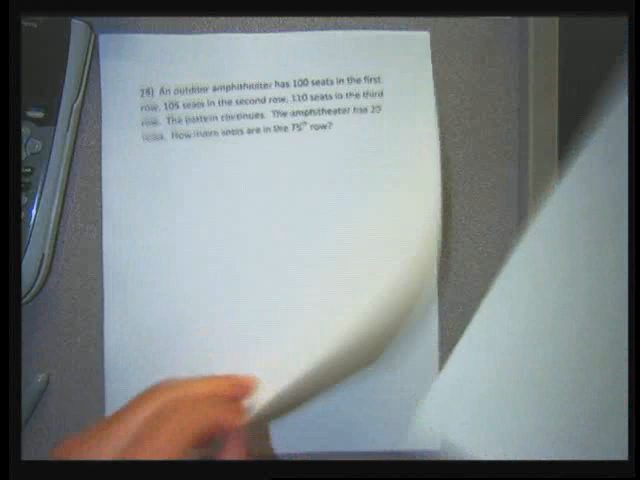 28) An outdoor amphitheater has 100 seats in the first
row, 105 seats in the second row, 110 seats in the third
row. The pattern continues. The amphitheater has 25
rows. How many seats are in the 15th row?